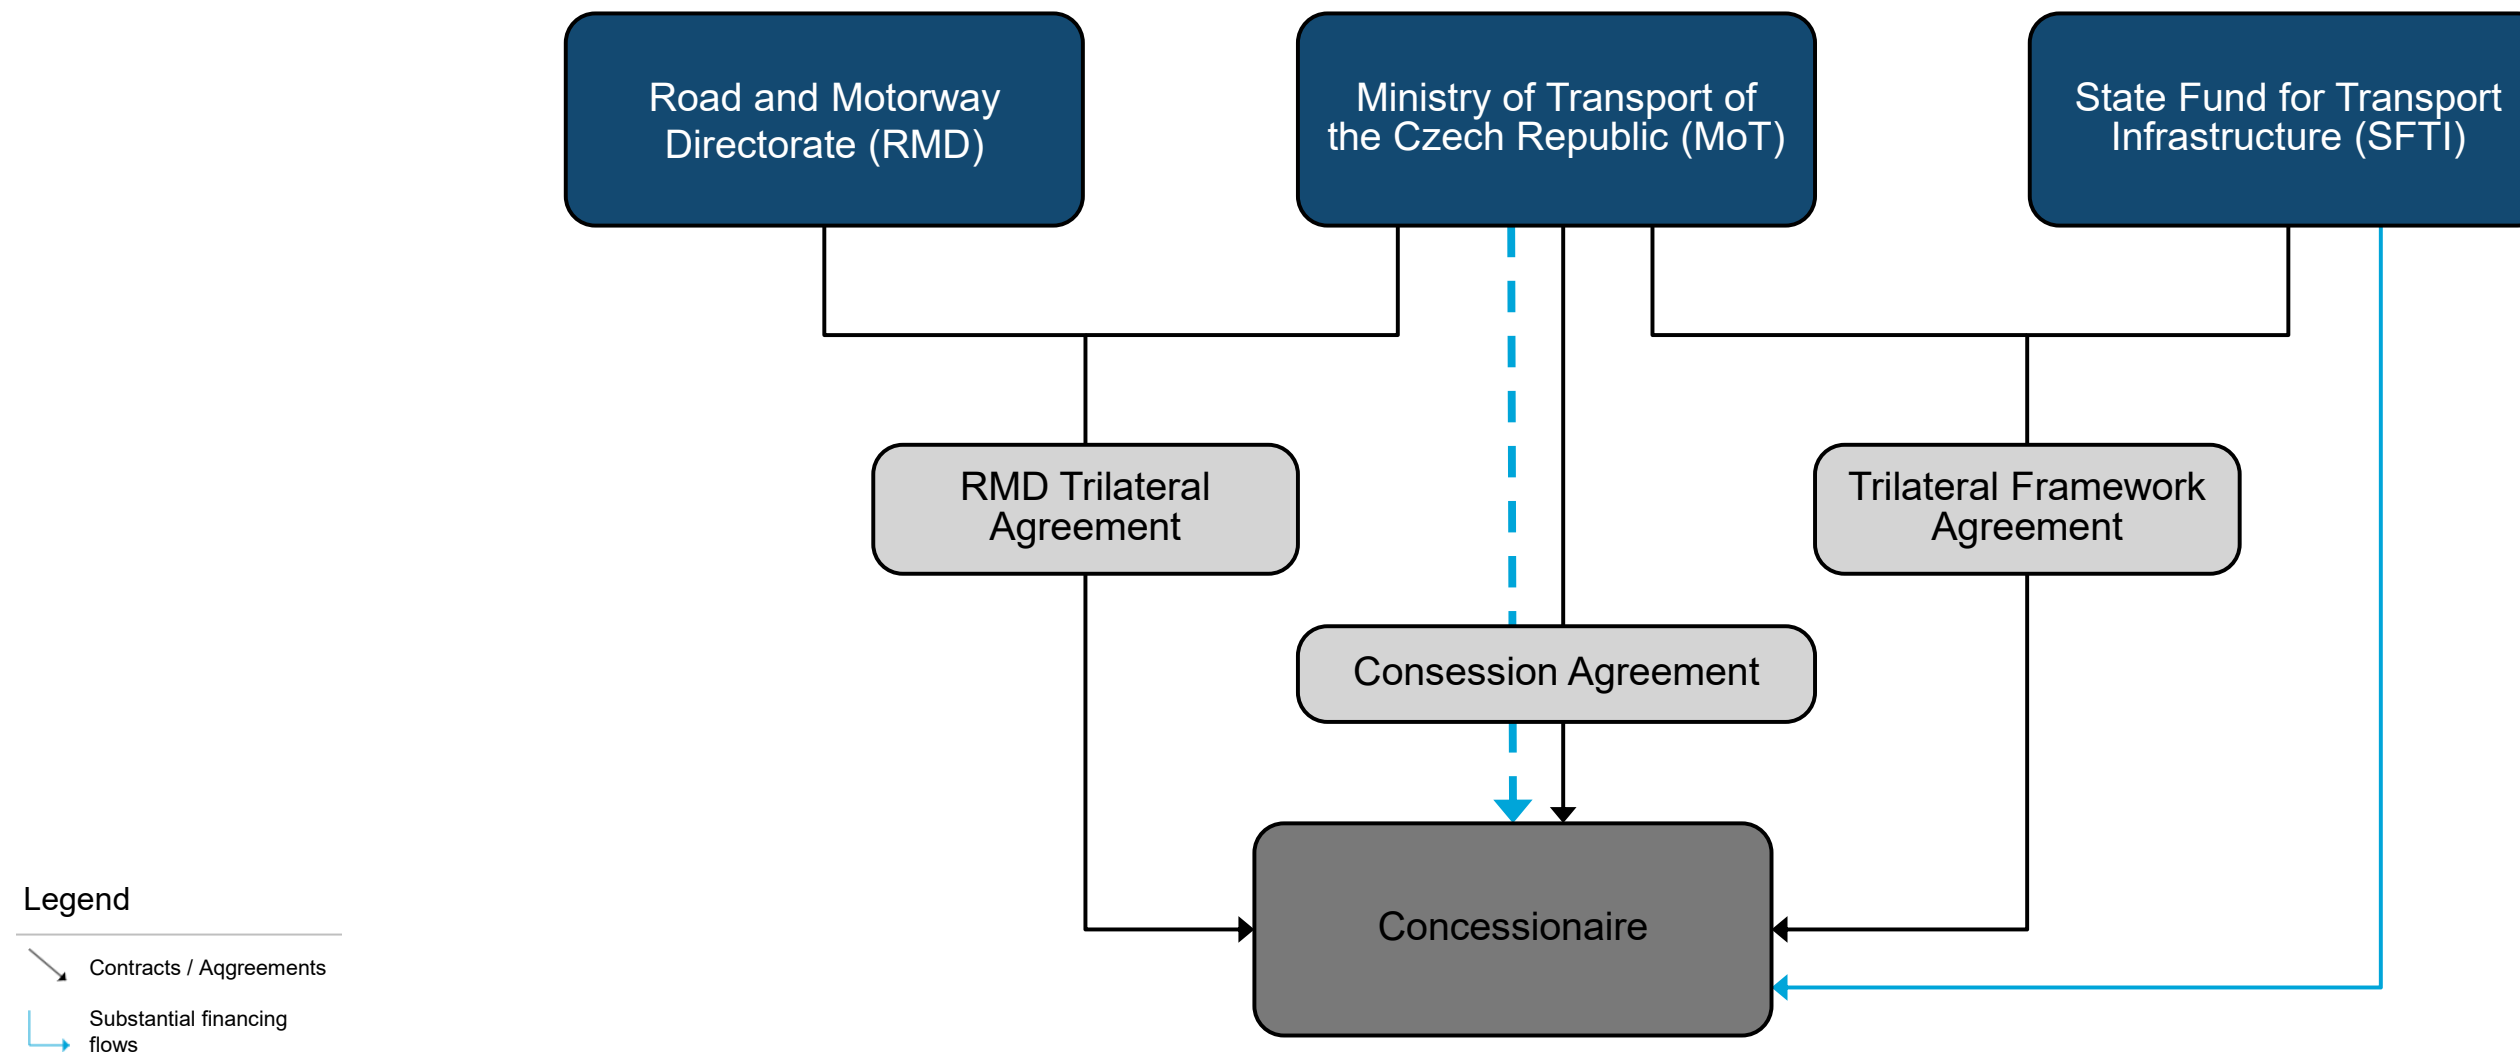 Road and Motorway
Directorate (RMD)
Ministry of Transport of
the Czech Republic (MoT)
State Fund for Transport
Infrastructure (SFTI)
RMD Trilateral
Agreement
Trilateral Framework
Agreement
Consession Agreement
Concessionaire
Legend
Contracts / Aqgreements
Substantial financing
flows